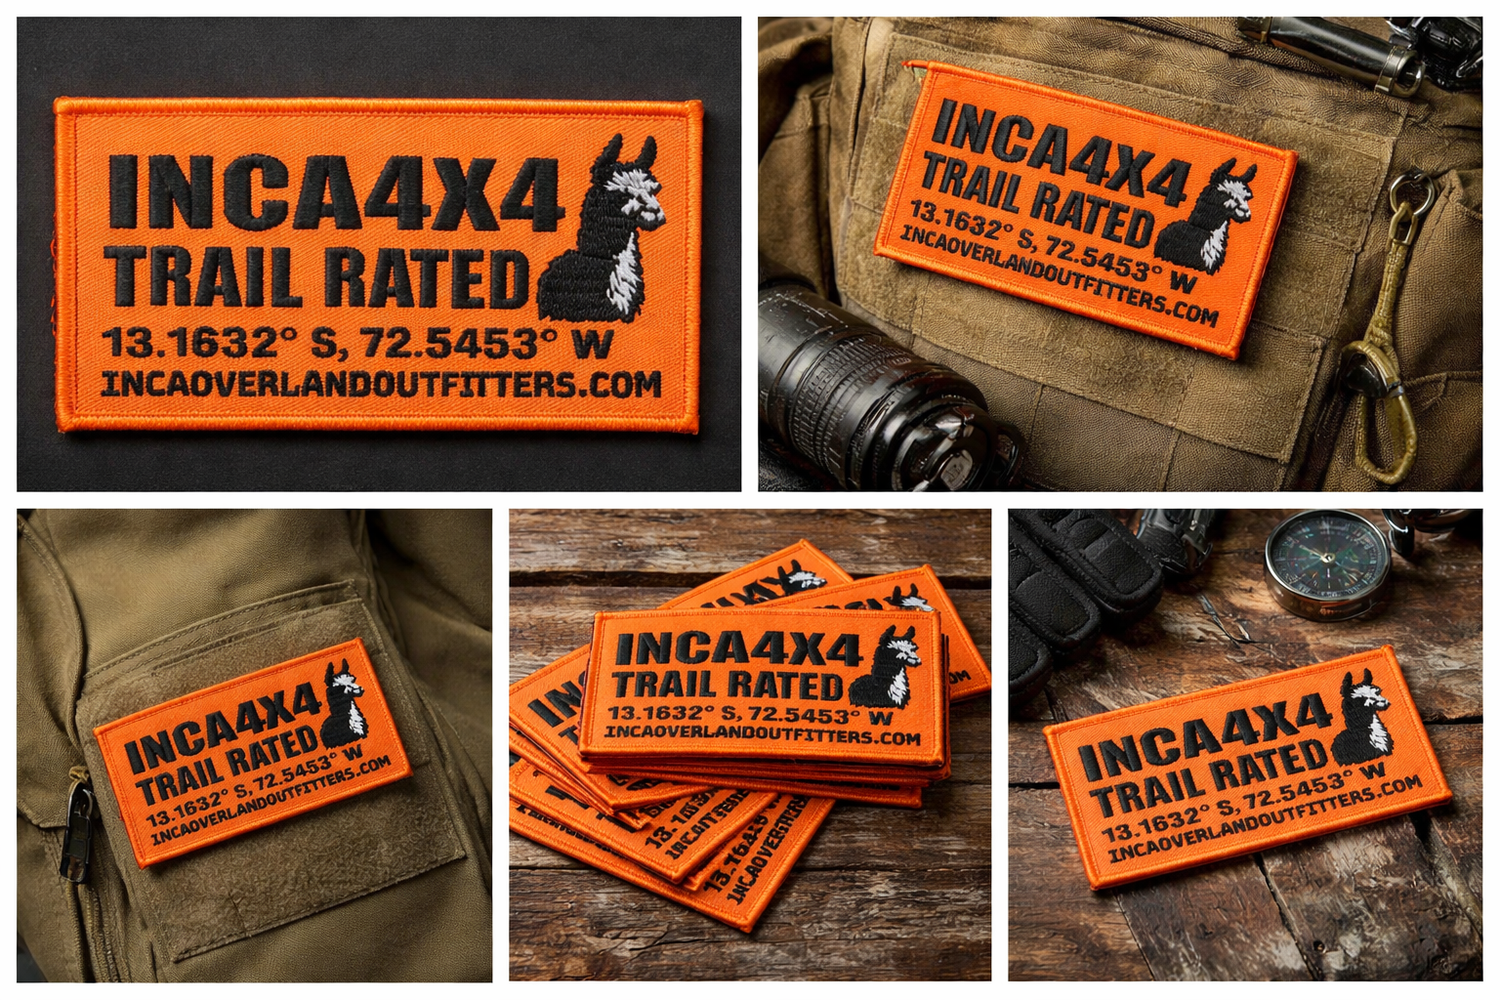 INCA4X4
TRAIL RATED
13.1632° S, 72.5453° W
INCAOVERLANDOUTFITTERS.COM
INCA4X4
TRAIL RATED
13.1632° S, 72.5453° W
INCAOVERLANDOUTFITTERS.COM
INCA4X4
TRAIL RATED
13.1632° S, 72.5453° W
INCAOVERLANDOUTFITTERS.COM
INCA4X4
TRAIL RATED
13.1632° S, 72.5453° W
INCAOVERLANDOUTFITTERS.COM
INCA4X4
TRAIL RATED
13.1632° S, 72.5453° W
INCAOVERLANDOUTFITTERS.COM